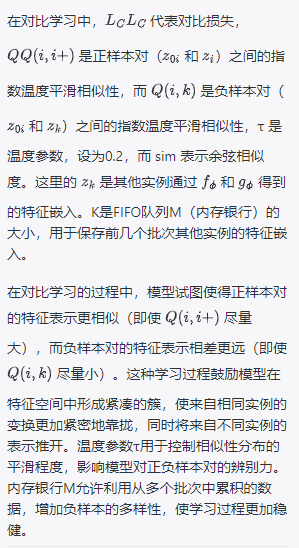 在对比学习中，L_C L_C 代表对比损失，
QQ(i,i+) 是正样本对（z_{0i} 和 z_i）之间的指
数温度平滑相似性，而 Q(i,k) 是负样本对（
z_{0i} 和 z_k）之间的指数温度平滑相似性，τ 是
温度参数，设为0.2，而 sim 表示余弦相似
度。这里的 z_k 是其他实例通过 f_ϕ 和 g_ϕ 得到
的特征嵌入。K是FIFO队列M（内存银行）的
大小，用于保存前几个批次其他实例的特征嵌
入。
在对比学习的过程中，模型试图使得正样本对
的特征表示更相似（即使 Q(i,i+) 尽量
大），而负样本对的特征表示相差更远（即使
Q(i,k) 尽量小）。这种学习过程鼓励模型在
特征空间中形成紧凑的簇，使来自相同实例的
变换更加紧密地靠拢，同时将来自不同实例的
表示推开。温度参数τ用于控制相似性分布的
平滑程度，影响模型对正负样本对的辨别力。
内存银行M允许利用从多个批次中累积的数
据，增加负样本的多样性，使学习过程更加稳
健。